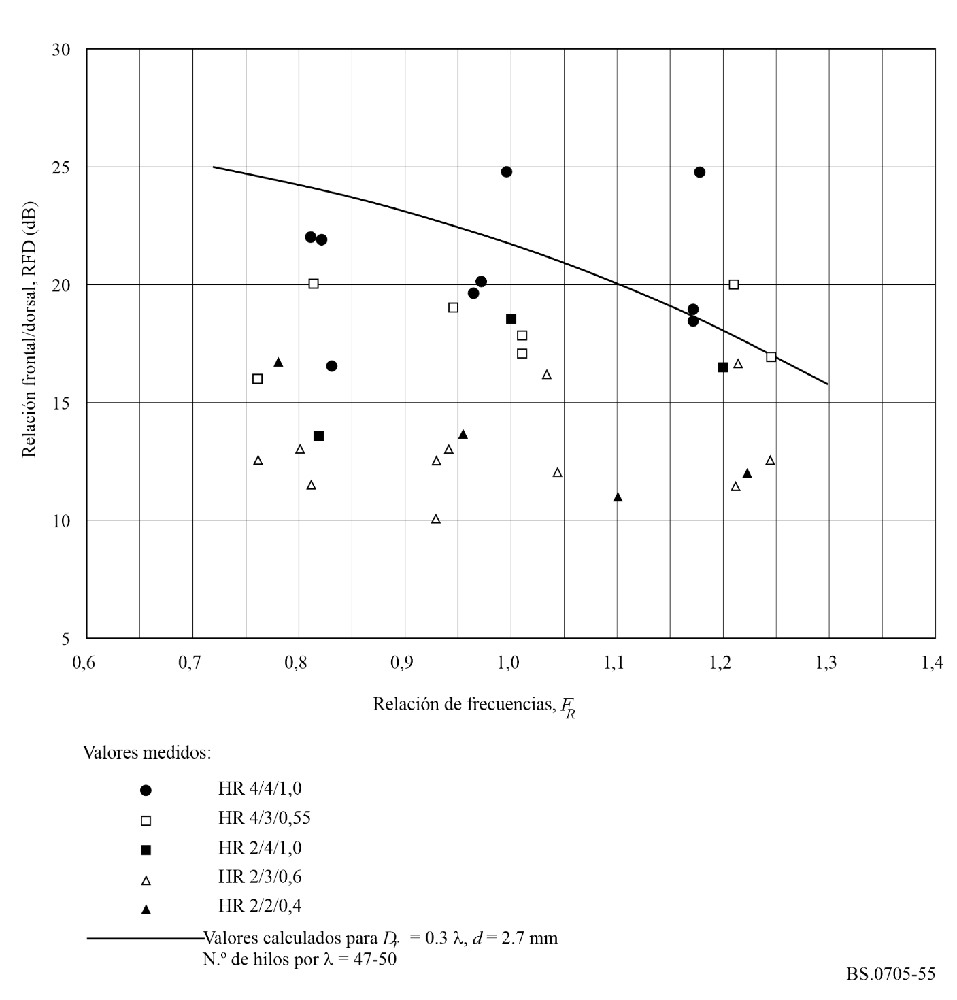 30
25
20
15
10
5
Relación frontal/dorsal, RFD (dB)
0,6 0,7 0,8 0,9 1,0 1,1 1,2 1,3 1,4
Relación de frecuencias, F_R
Valores medidos:
HR 4/4/1,0
HR 4/3/0,55
HR 2/4/1,0
HR 2/3/0,6
HR 2/2/0,4
Valores calculados para D_r = 0.3 λ, d = 2.7 mm
N.º de hilos por λ = 47-50
BS.0705-55